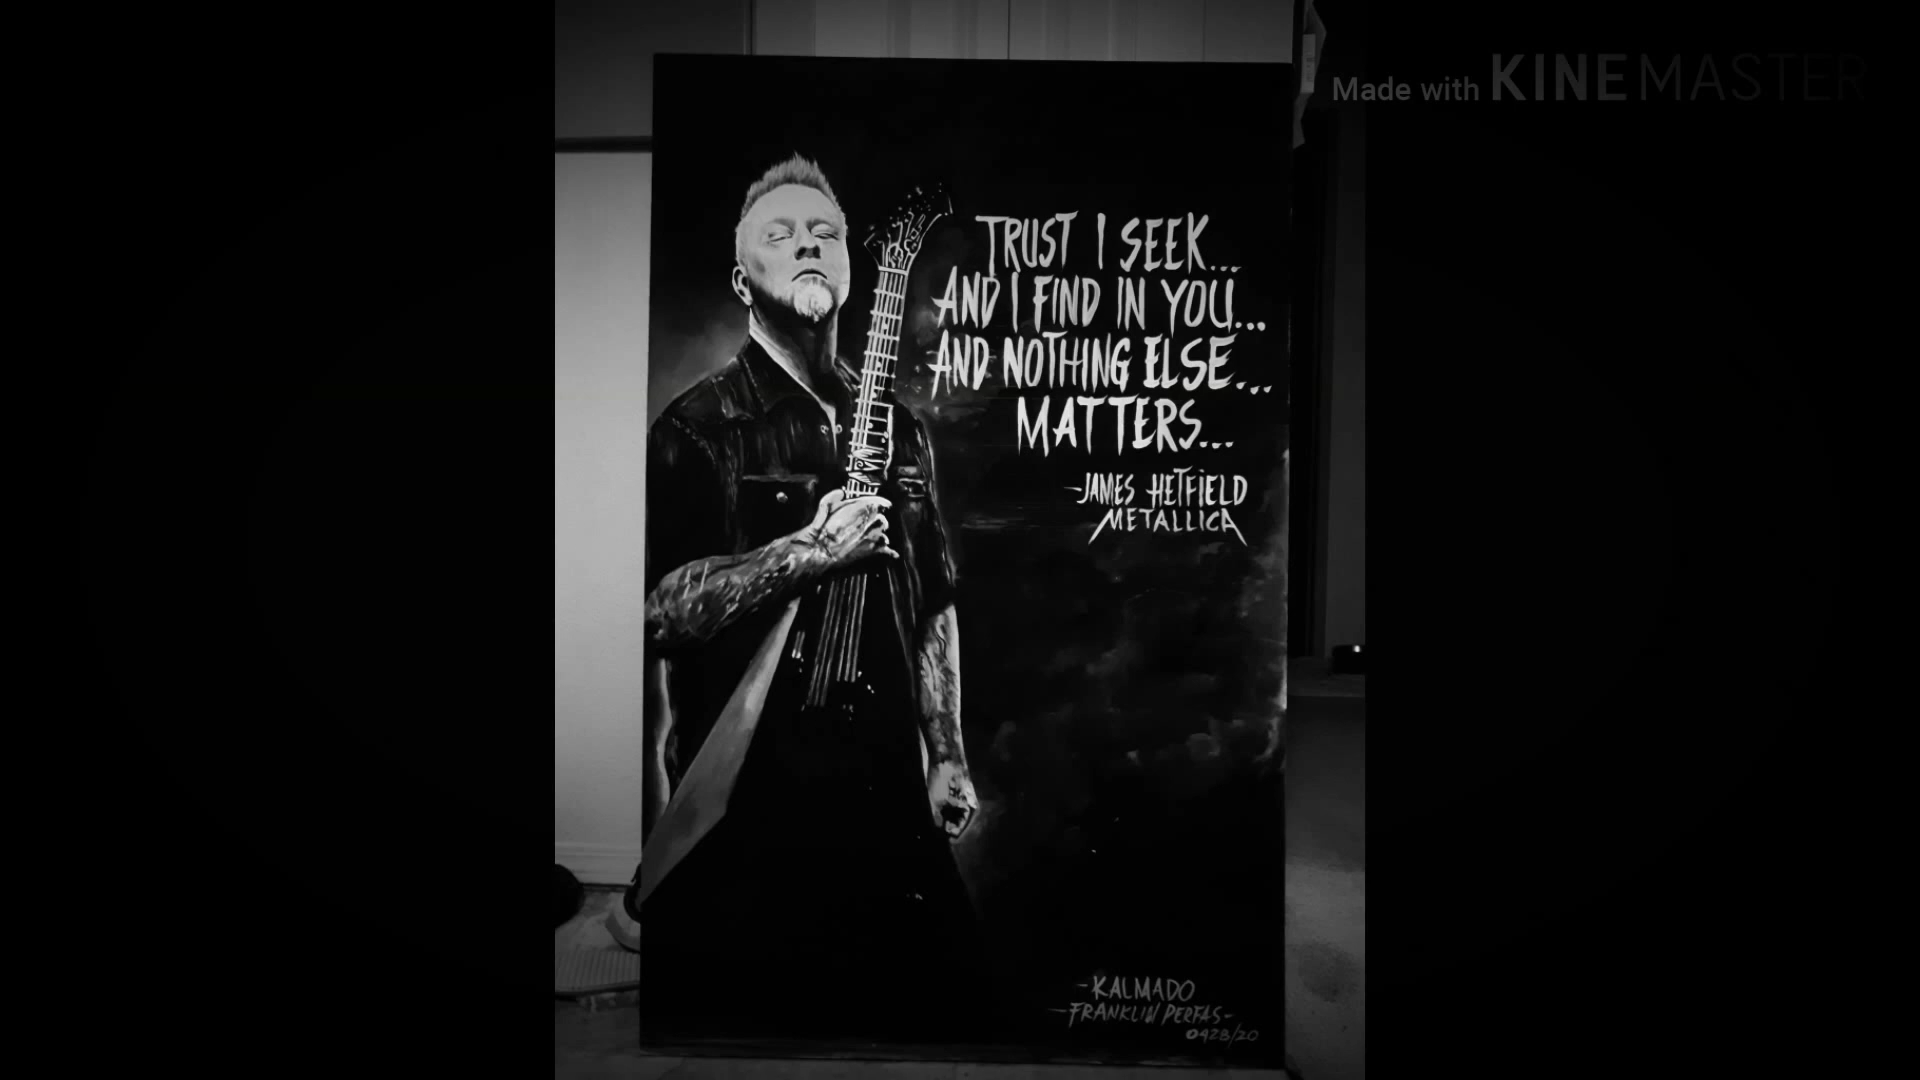 Made with KINEMASTER
TRUST I SEEK...
AND I FIND IN YOU...
AND NOTHING ELSE...
MATTERS...
-JAMES HETFIELD
METALLICA
-KALMADO
-FRANKLIN PERFAS-
0428/20